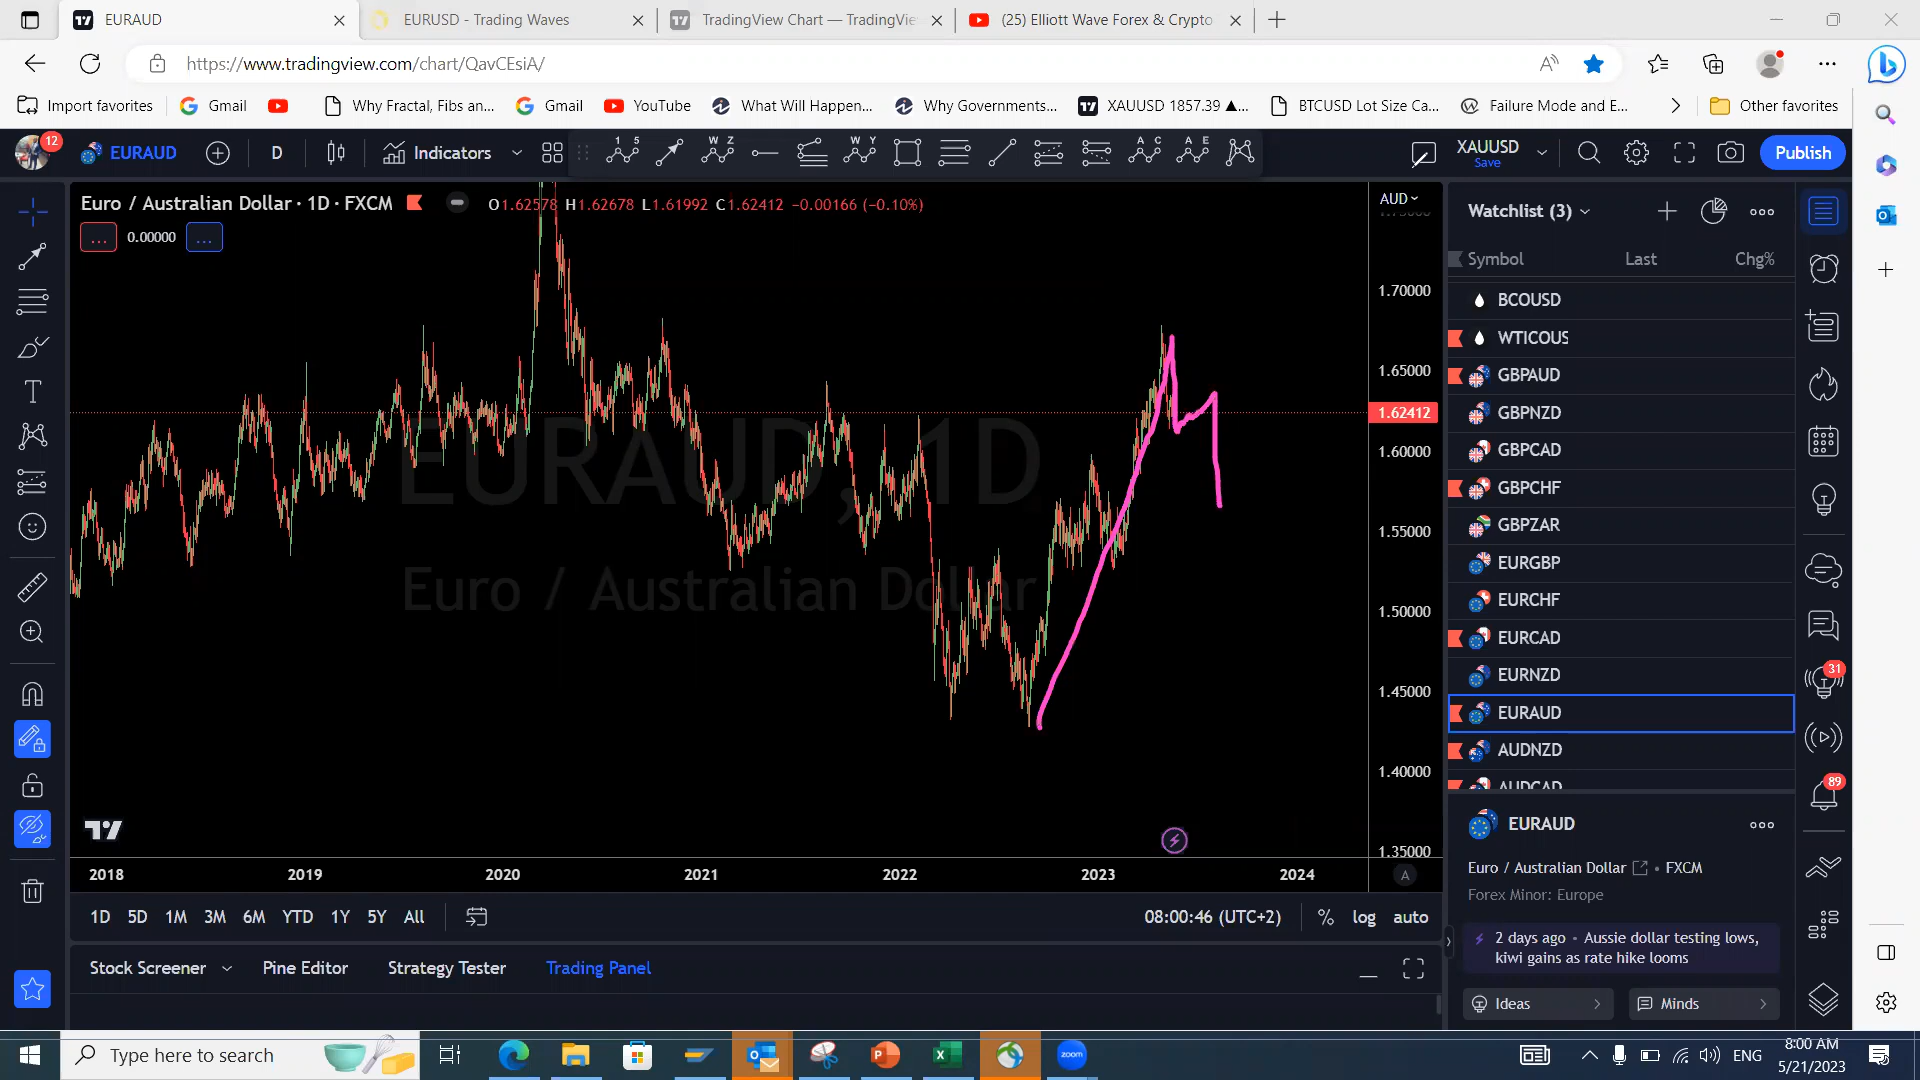 EURAUD
EURUSD - Trading Waves
TradingView Chart — TradingVie
(25) Elliott Wave Forex & Crypto
https://www.tradingview.com/chart/QavCEsiA/
Import favorites
Gmail
Why Fractal, Fibs an...
Gmail
YouTube
What Will Happen...
Why Governments...
XAUUSD 1857.39 ▲...
BTCUSD Lot Size Ca...
Failure Mode and E...
Other favorites
12
EURAUD
D
Indicators
1 5
W Z
W Y
A C
A E
XAUUSD
Save
Publish
Euro / Australian Dollar · 1D · FXCM
O1.62578 H1.62678 L1.61992 C1.62412 −0.00166 (−0.10%)
...
0.00000
...
AUD
1.75000
1.70000
1.65000
1.62412
1.60000
1.55000
1.50000
1.45000
1.40000
1.35000
EURAUD, 1D
Euro / Australian Dollar
2018
2019
2020
2021
2022
2023
2024
A
1D 5D 1M 3M 6M YTD 1Y 5Y All
08:00:46 (UTC+2)
% log auto
Stock Screener
Pine Editor
Strategy Tester
Trading Panel
Watchlist (3)
Symbol Last Chg%
BCOUSD
WTICOUS
GBPAUD
GBPNZD
GBPCAD
GBPCHF
GBPZAR
EURGBP
EURCHF
EURCAD
EURNZD
EURAUD
AUDNZD
AUDCAD
EURAUD
Euro / Australian Dollar • FXCM
Forex Minor: Europe
2 days ago • Aussie dollar testing lows,
kiwi gains as rate hike looms
Ideas
Minds
31
89
Type here to search
zoom
ENG
8:00 AM
5/21/2023